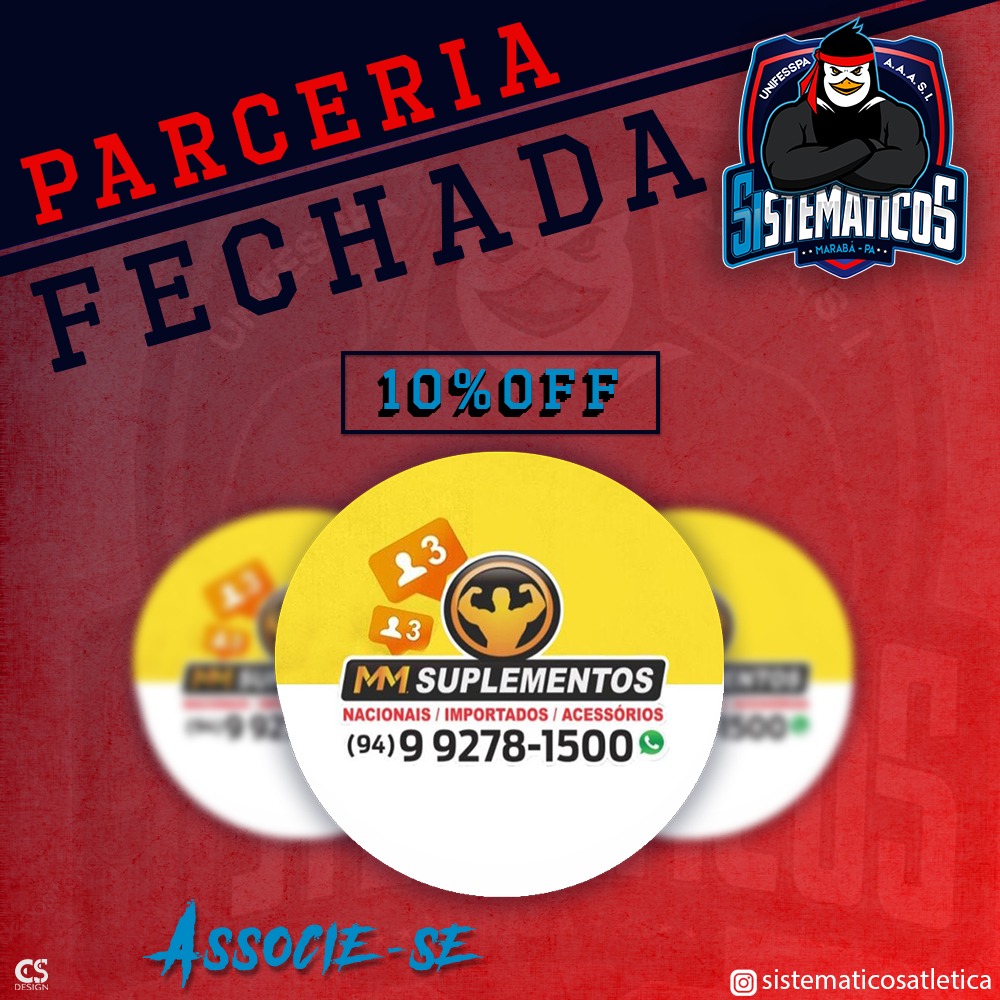 PARCERIA
FECHADA
UNIFESSPA A.A.A.S.I.
SISTEMATICOS
MARABÁ - PA
10%OFF
3
3
MM SUPLEMENTOS
NACIONAIS / IMPORTADOS / ACESSÓRIOS
(94) 9 9278-1500
ASSOCIE-SE
CS
DESIGN
sistematicosatletica